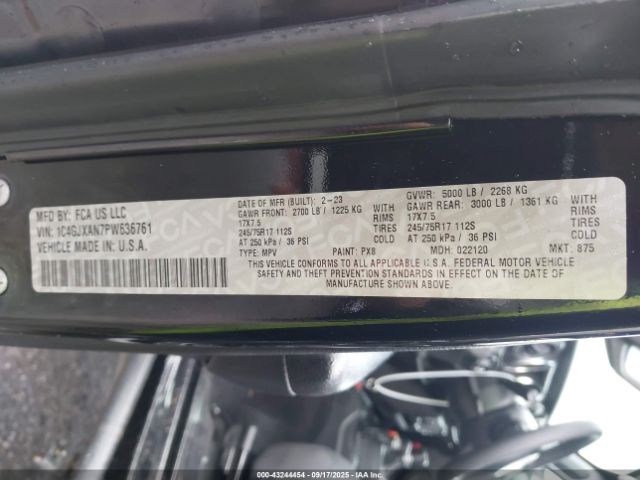 MFD BY: FCA US LLC
VIN: 1C4GJXAN7PW636761
VEHICLE MADE IN U.S.A.
DATE OF MFR (BUILT): 2-23
GAWR FRONT: 2700 LB/ 1225 KG WITH
17X7.5 RIMS
245/75R17 112S TIRES
AT 250 kPa/ 36 PSI COLD
GVWR: 5000 LB/ 2268 KG
GAWR REAR: 3000 LB/ 1361 KG WITH
17X7.5 RIMS
245/75R17 112S TIRES
AT 250 kPa/ 36 PSI COLD
TYPE: MPV PAINT: PX8 MDH: 022120 MKT: 875
THIS VEHICLE CONFORMS TO ALL APPLICABLE U.S.A. FEDERAL MOTOR VEHICLE
SAFETY, BUMPER, AND THEFT PREVENTION STANDARDS IN EFFECT ON THE DATE OF
MANUFACTURE SHOWN ABOVE.
000-43244454 09/17/2025 IAA INC.